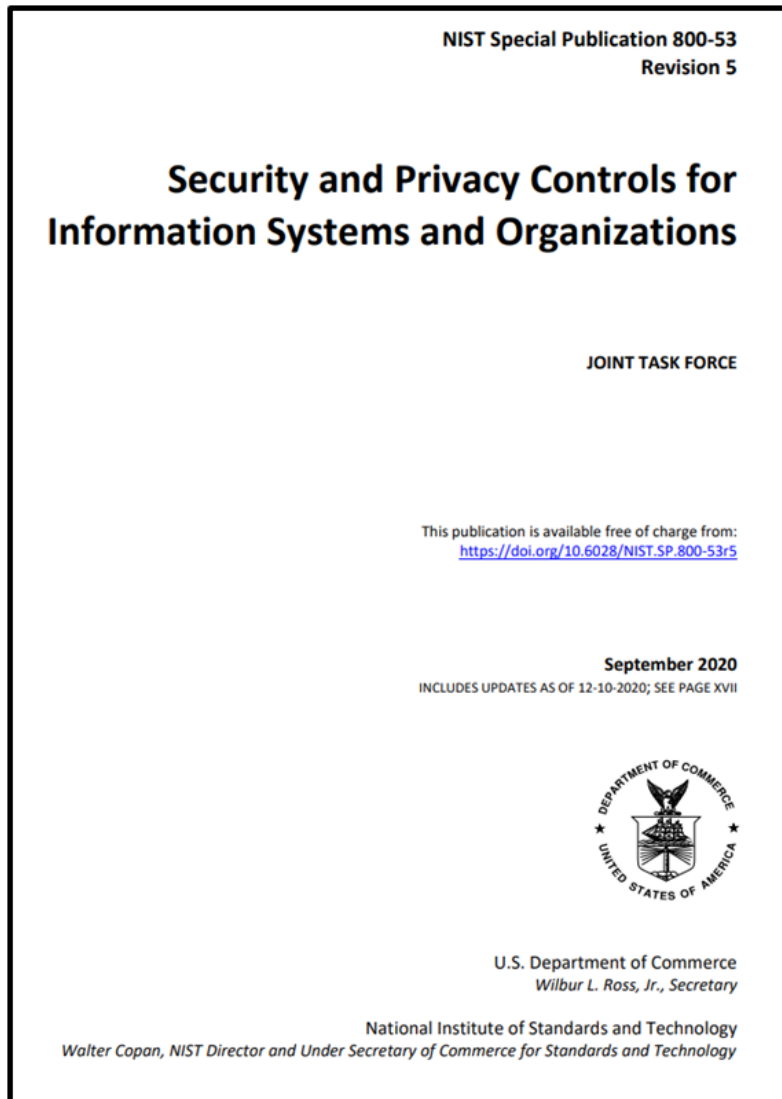 NIST Special Publication 800-53
Revision 5
Security and Privacy Controls for
Information Systems and Organizations
JOINT TASK FORCE
This publication is available free of charge from:
https://doi.org/10.6028/NIST.SP.800-53r5
September 2020
INCLUDES UPDATES AS OF 12-10-2020; SEE PAGE XVII
DEPARTMENT OF COMMERCE
UNITED STATES OF AMERICA
U.S. Department of Commerce
Wilbur L. Ross, Jr., Secretary
National Institute of Standards and Technology
Walter Copan, NIST Director and Under Secretary of Commerce for Standards and Technology